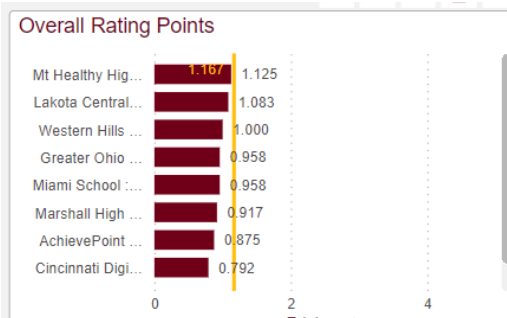 Overall Rating Points
Mt Healthy Hig... 1.167 1.125
Lakota Central... 1.083
Western Hills ... 1.000
Greater Ohio ... 0.958
Miami School :... 0.958
Marshall High ... 0.917
AchievePoint ... 0.875
Cincinnati Digi... 0.792
0 2 4